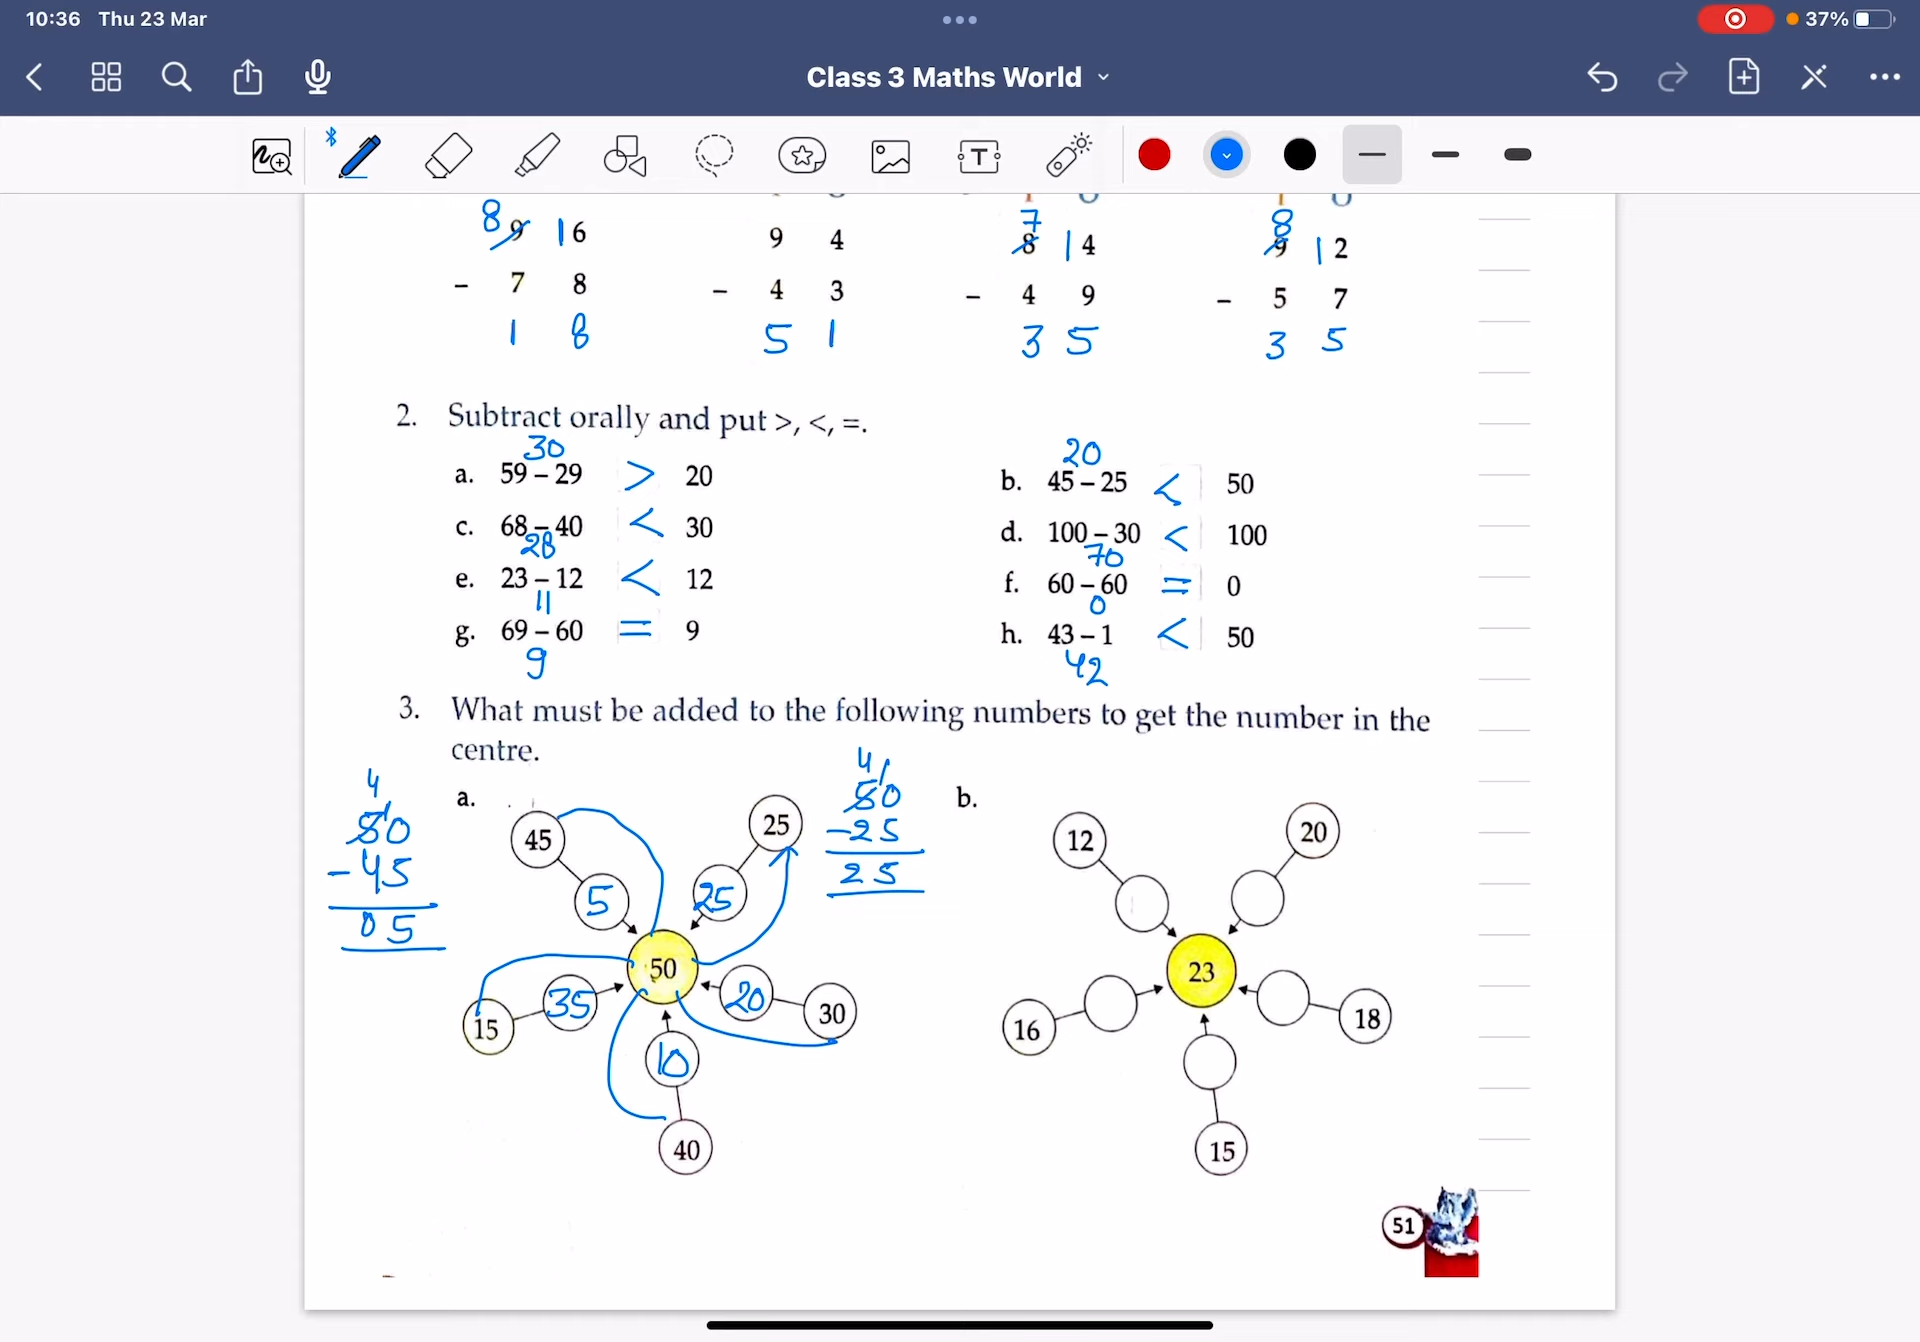 10:36 Thu 23 Mar
37%
Class 3 Maths World
8
9 16 9 4 8 14 9 12
7 8
- 7 8 - 4 3 - 4 9 - 5 7
1 8 5 1 3 5 3 5
2. Subtract orally and put >, <, =.
30 20
a. 59 – 29 > 20 b. 45 – 25 < 50
c. 68 – 40 < 30 d. 100 – 30 < 100
28 70
e. 23 – 12 < 12 f. 60 – 60 = 0
11 0
g. 69 – 60 = 9 h. 43 – 1 < 50
9 42
3. What must be added to the following numbers to get the number in the
centre.
a. b.
4
50
-45
05
4 1
50
-25
25
45 25
5 25
50
15 35 20 30
10
40
12 20
23
16 18
15
51